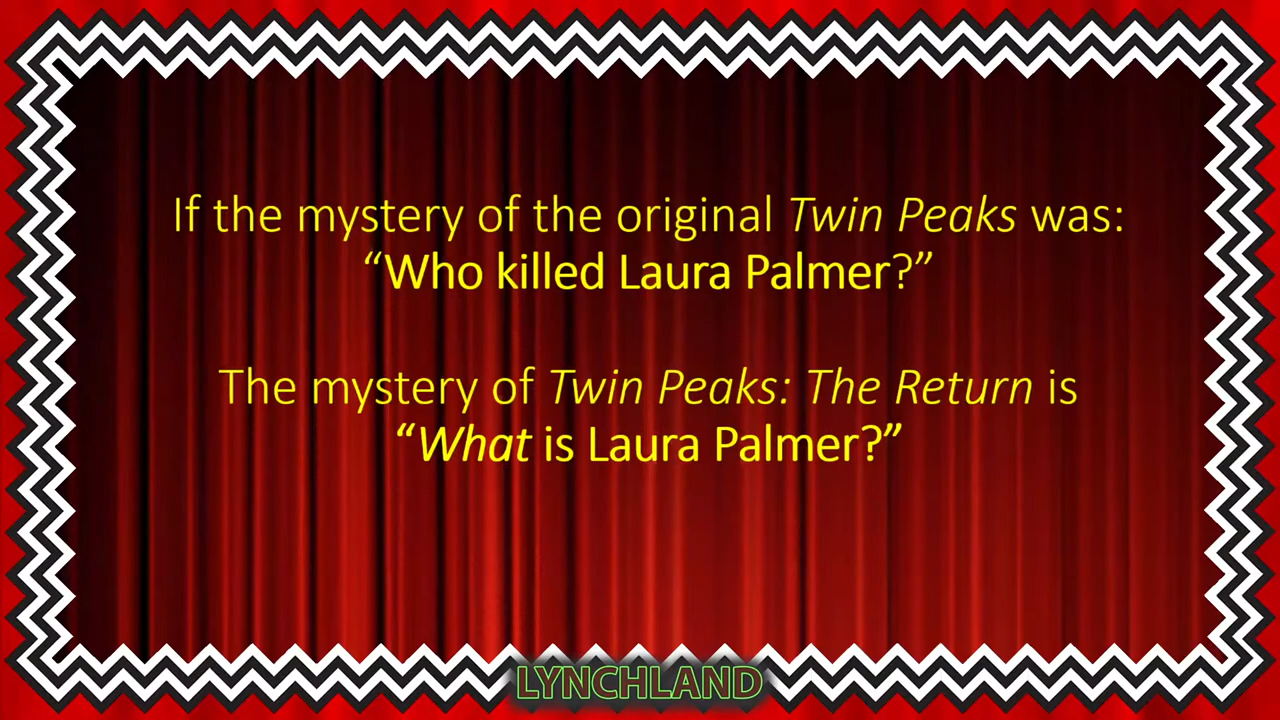 If the mystery of the original Twin Peaks was:
“Who killed Laura Palmer?”
The mystery of Twin Peaks: The Return is
“What is Laura Palmer?”
LYNCHLAND